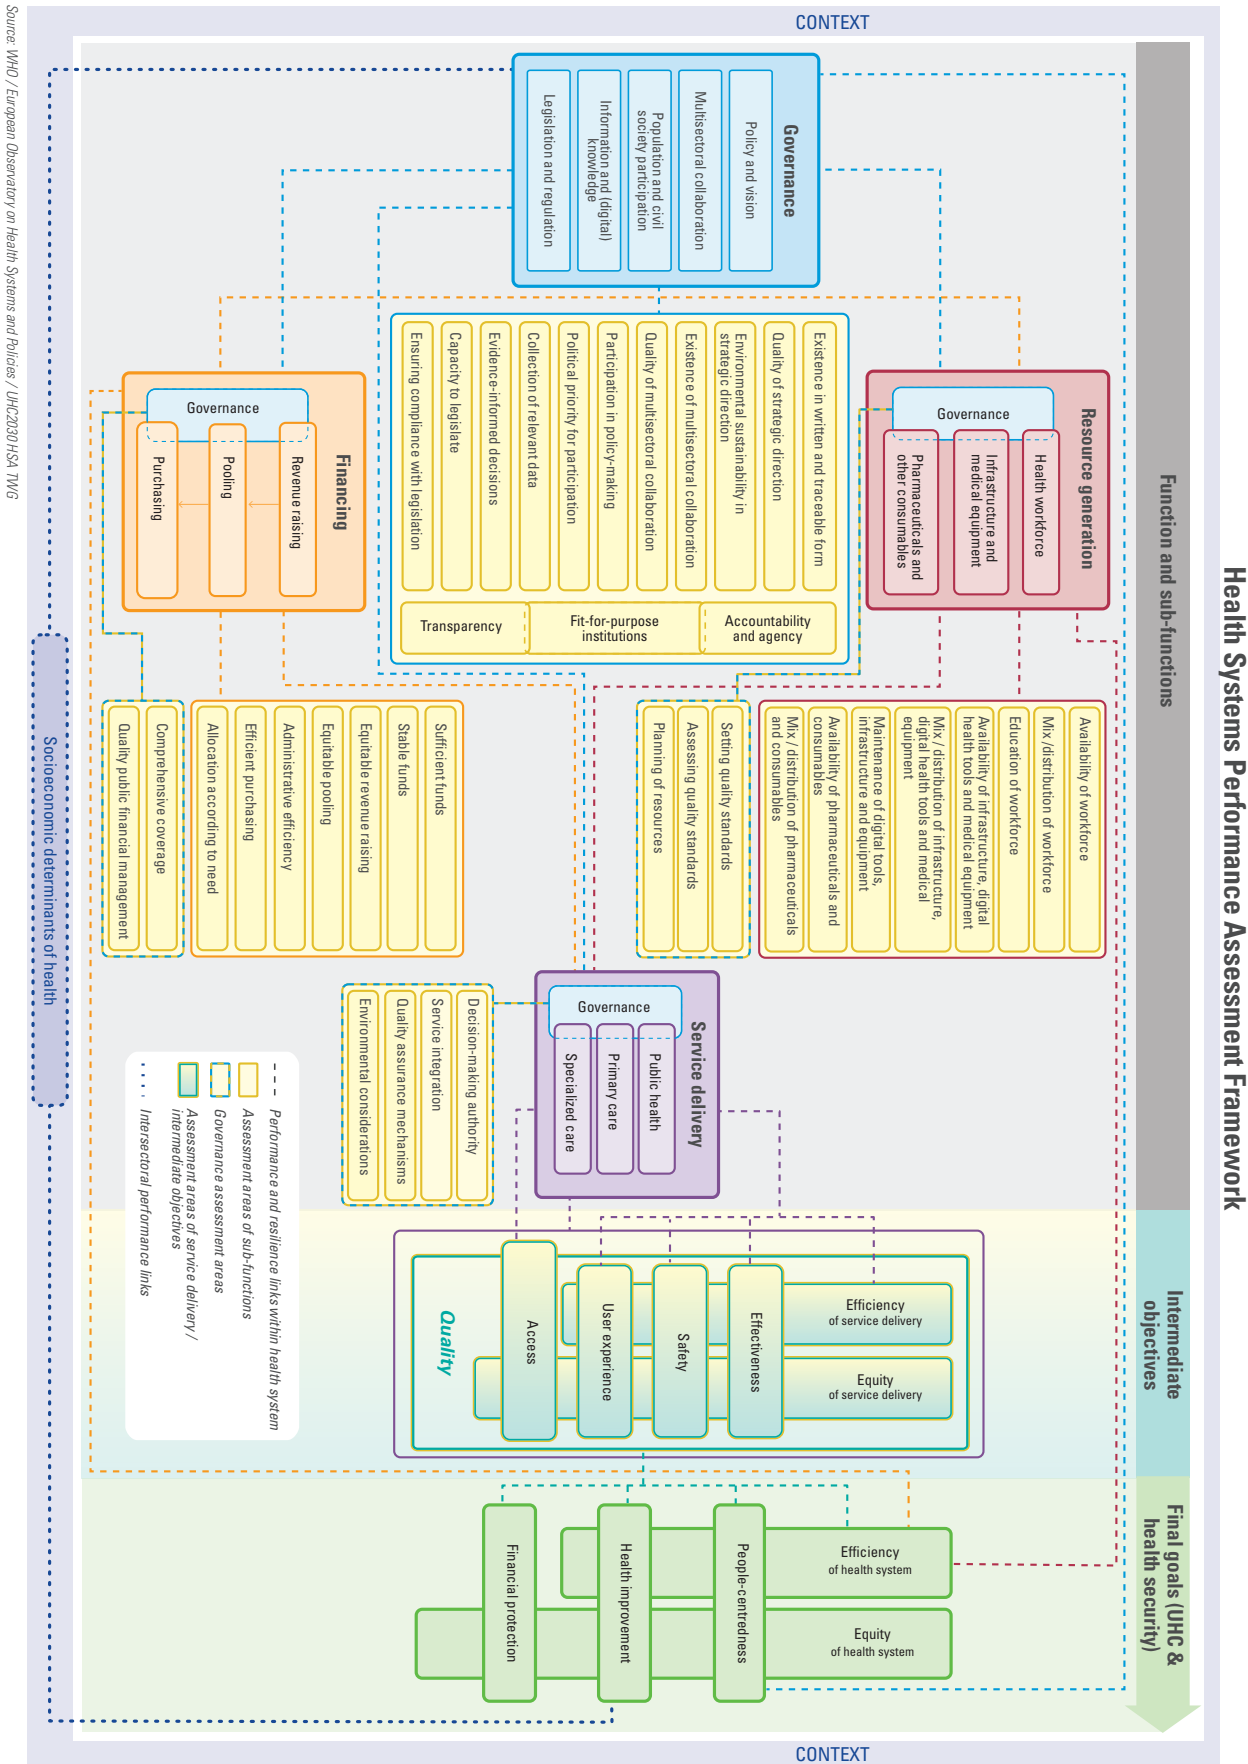 Health Systems Performance Assessment Framework
CONTEXT
Function and sub-functions
Intermediate
objectives
Final goals (UHC &
health security)
Governance
Policy and vision
Multisectoral collaboration
Population and civil
society participation
Information and (digital)
knowledge
Legislation and regulation
Existence in written and traceable form
Quality of strategic direction
Environmental sustainability in
strategic direction
Existence of multisectoral collaboration
Quality of multisectoral collaboration
Participation in policy-making
Political priority for participation
Collection of relevant data
Evidence-informed decisions
Capacity to legislate
Ensuring compliance with legislation
Accountability
and agency
Fit-for-purpose
institutions
Transparency
Resource generation
Governance
Health workforce
Infrastructure and
medical equipment
Pharmaceuticals and
other consumables
Availability of workforce
Mix /distribution of workforce
Education of workforce
Availability of infrastructure, digital
health tools and medical equipment
Mix / distribution of infrastructure,
digital health tools and medical
equipment
Maintenance of digital tools,
infrastructure and equipment
Availability of pharmaceuticals and
consumables
Mix / distribution of pharmaceuticals
and consumables
Setting quality standards
Assessing quality standards
Planning of resources
Financing
Governance
Revenue raising
Pooling
Purchasing
Sufficient funds
Stable funds
Equitable revenue raising
Equitable pooling
Administrative efficiency
Efficient purchasing
Allocation according to need
Comprehensive coverage
Quality public financial management
Service delivery
Governance
Public health
Primary care
Specialized care
Decision-making authority
Service integration
Quality assurance mechanisms
Environmental considerations
Efficiency
of service delivery
Equity
of service delivery
Effectiveness
Safety
User experience
Access
Quality
Efficiency
of health system
Equity
of health system
People-centredness
Health improvement
Financial protection
Performance and resilience links within health system
Assessment areas of sub-functions
Governance assessment areas
Assessment areas of service delivery /
intermediate objectives
Intersectoral performance links
Socioeconomic determinants of health
CONTEXT
Source: WHO / European Observatory on Health Systems and Policies / UHC2030 HSA TWG